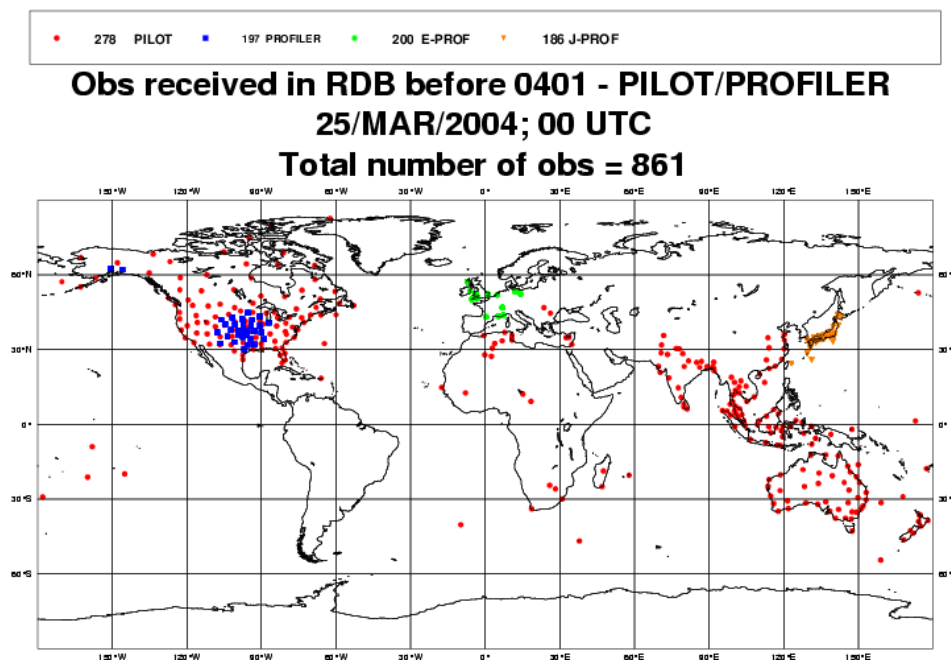 278 PILOT 197 PROFILER 200 E-PROF 186 J-PROF
Obs received in RDB before 0401 - PILOT/PROFILER
25/MAR/2004; 00 UTC
Total number of obs = 861
150°W 120°W 90°W 60°W 30°W 0°E 30°E 60°E 90°E 120°E 150°E
60°N 60°N
30°N 30°N
0° 0°
30°S 30°S
60°S 60°S
150°W 120°W 90°W 60°W 30°W 0°E 30°E 60°E 90°E 120°E 150°E